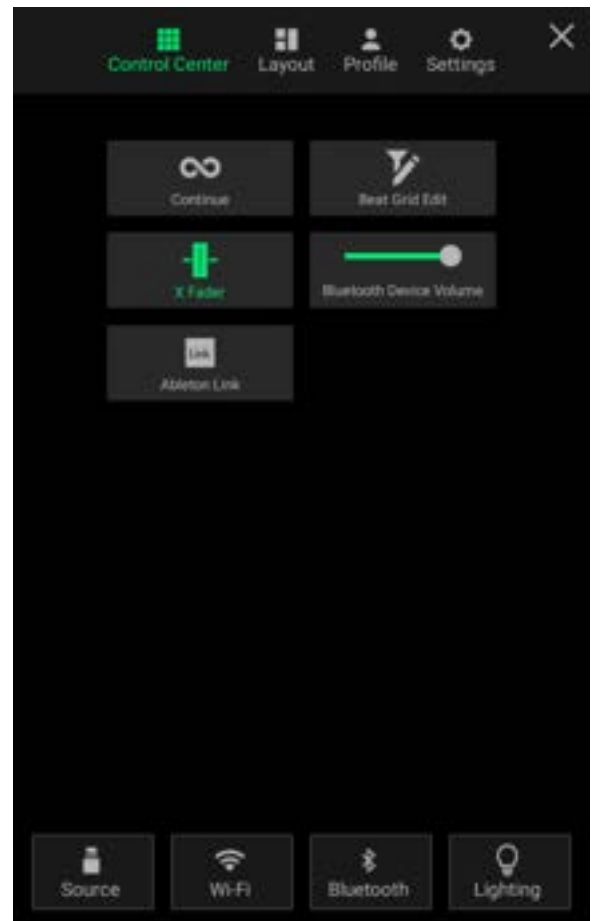 Control Center Layout Profile Settings
Continue
Beat Grid Edit
X Fader
Bluetooth Device Volume
Link
Ableton Link
Source Wi-Fi Bluetooth Lighting